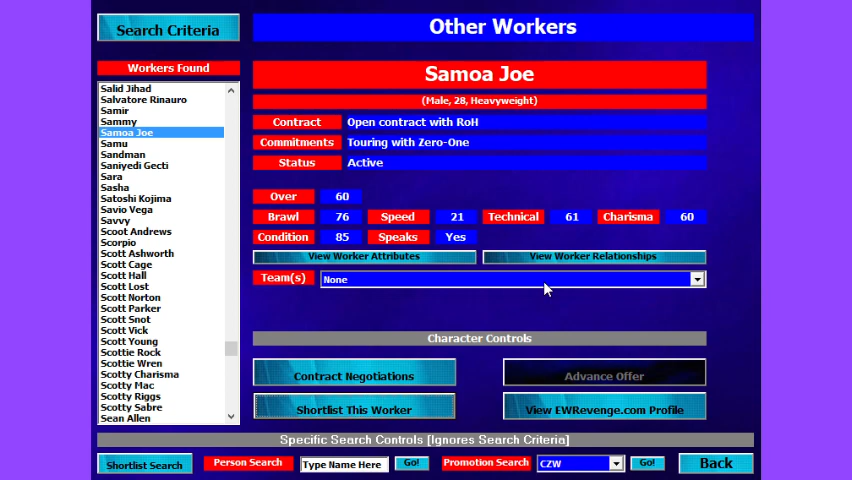 Search Criteria
Other Workers
Workers Found
Salid Jihad
Salvatore Rinauro
Samir
Sammy
Samoa Joe
Samu
Sandman
Saniyedi Gecti
Sara
Sasha
Satoshi Kojima
Savio Vega
Savvy
Scoot Andrews
Scorpio
Scott Ashworth
Scott Cage
Scott Hall
Scott Lost
Scott Norton
Scott Parker
Scott Snot
Scott Vick
Scott Young
Scottie Rock
Scottie Wren
Scotty Charisma
Scotty Mac
Scotty Riggs
Scotty Sabre
Sean Allen
Samoa Joe
(Male, 28, Heavyweight)
Contract Open contract with RoH
Commitments Touring with Zero-One
Status Active
Over 60
Brawl 76 Speed 21 Technical 61 Charisma 60
Condition 85 Speaks Yes
View Worker Attributes View Worker Relationships
Team(s) None
Character Controls
Contract Negotiations Advance Offer
Shortlist This Worker View EWRevenge.com Profile
Specific Search Controls [Ignores Search Criteria]
Shortlist Search Person Search Type Name Here Go! Promotion Search CZW Go! Back